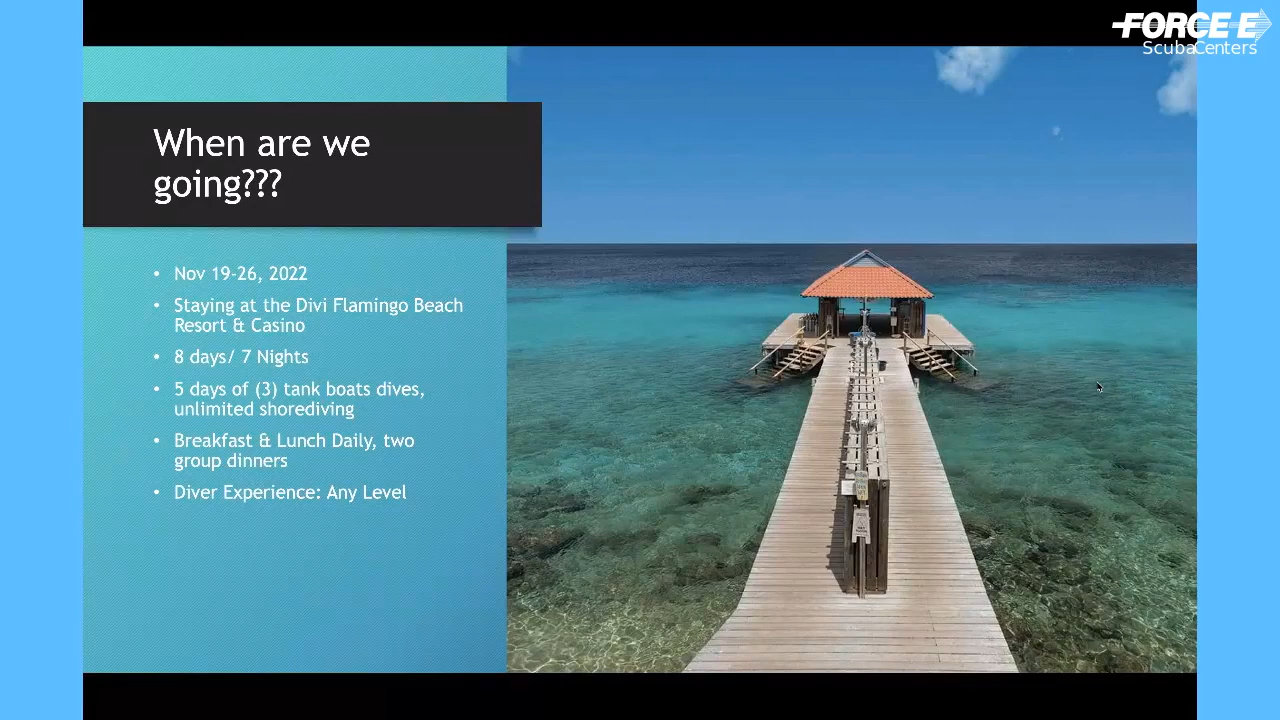 FORCE-E
ScubaCenters
When are we
going???
• Nov 19-26, 2022
• Staying at the Divi Flamingo Beach
Resort & Casino
• 8 days/ 7 Nights
• 5 days of (3) tank boats dives,
unlimited shorediving
• Breakfast & Lunch Daily, two
group dinners
• Diver Experience: Any Level